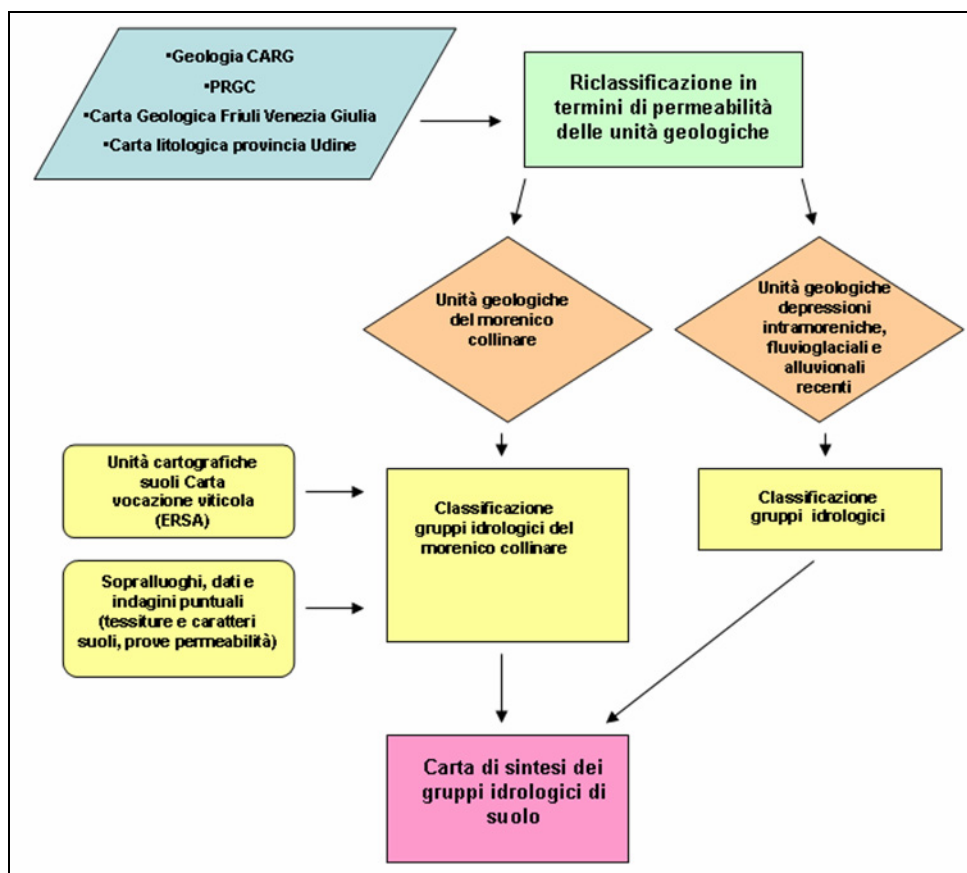 ▪Geologia CARG
▪PRGC
▪Carta Geologica Friuli Venezia Giulia
▪Carta litologica provincia Udine
Riclassificazione in
termini di permeabilità
delle unità geologiche
Unità geologiche
del morenico
collinare
Unità geologiche
depressioni
intramoreniche,
fluvioglaciali e
alluvionali
recenti
Unità cartografiche
suoli Carta
vocazione viticola
(ERSA)
Classificazione
gruppi idrologici del
morenico collinare
Classificazione
gruppi idrologici
Sopralluoghi, dati e
indagini puntuali
(tessiture e caratteri
suoli, prove permeabilità)
Carta di sintesi dei
gruppi idrologici di
suolo